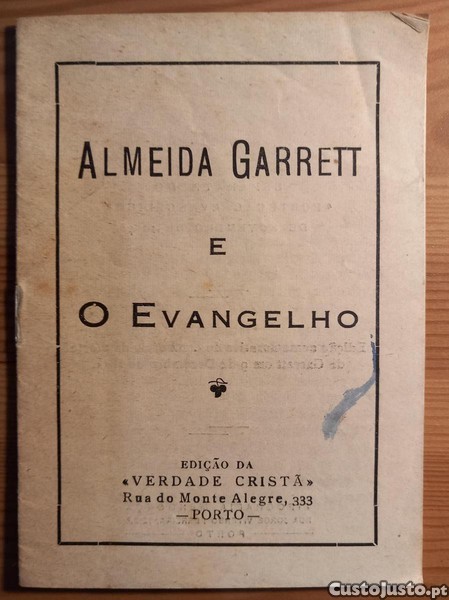 ALMEIDA GARRETT
E
O EVANGELHO
EDIÇÃO DA
«VERDADE CRISTÃ»
Rua do Monte Alegre, 333
—PORTO—
Custojusto.pt